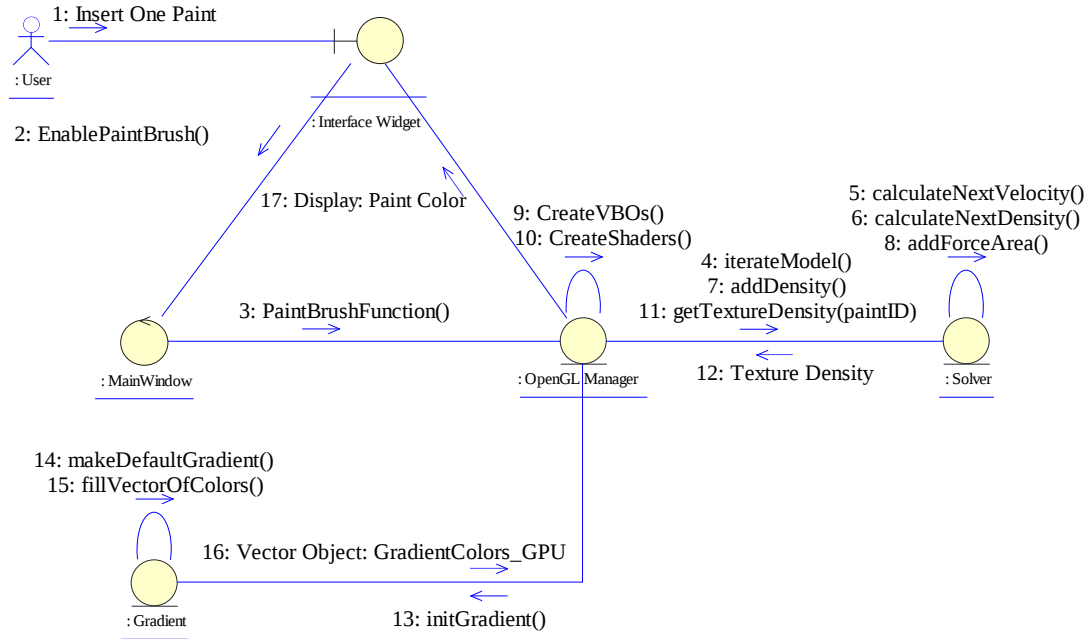 1: Insert One Paint
: User
: Interface Widget
2: EnablePaintBrush()
17: Display: Paint Color
5: calculateNextVelocity()
6: calculateNextDensity()
8: addForceArea()
9: CreateVBOs()
10: CreateShaders()
4: iterateModel()
7: addDensity()
11: getTextureDensity(paintID)
3: PaintBrushFunction()
12: Texture Density
: MainWindow
: OpenGL Manager
: Solver
14: makeDefaultGradient()
15: fillVectorOfColors()
16: Vector Object: GradientColors_GPU
13: initGradient()
: Gradient